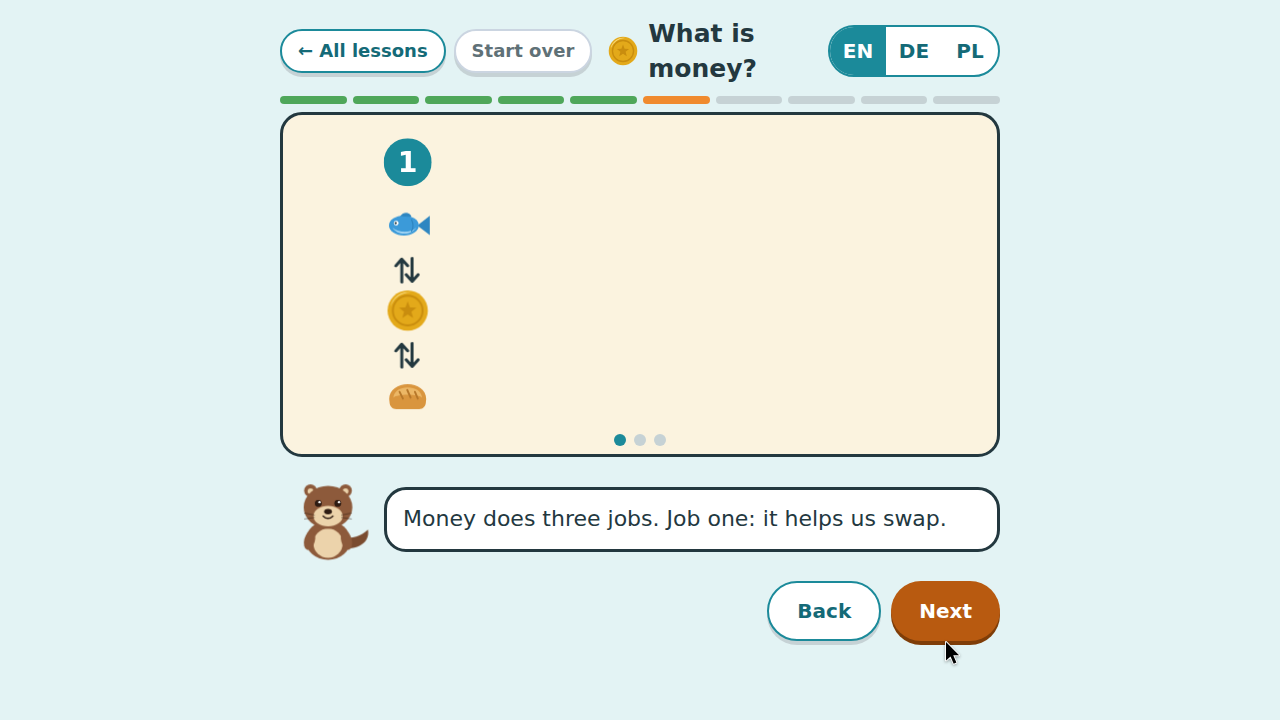 ← All lessons
Start over
What is
money?
EN DE PL
1
Money does three jobs. Job one: it helps us swap.
Back
Next